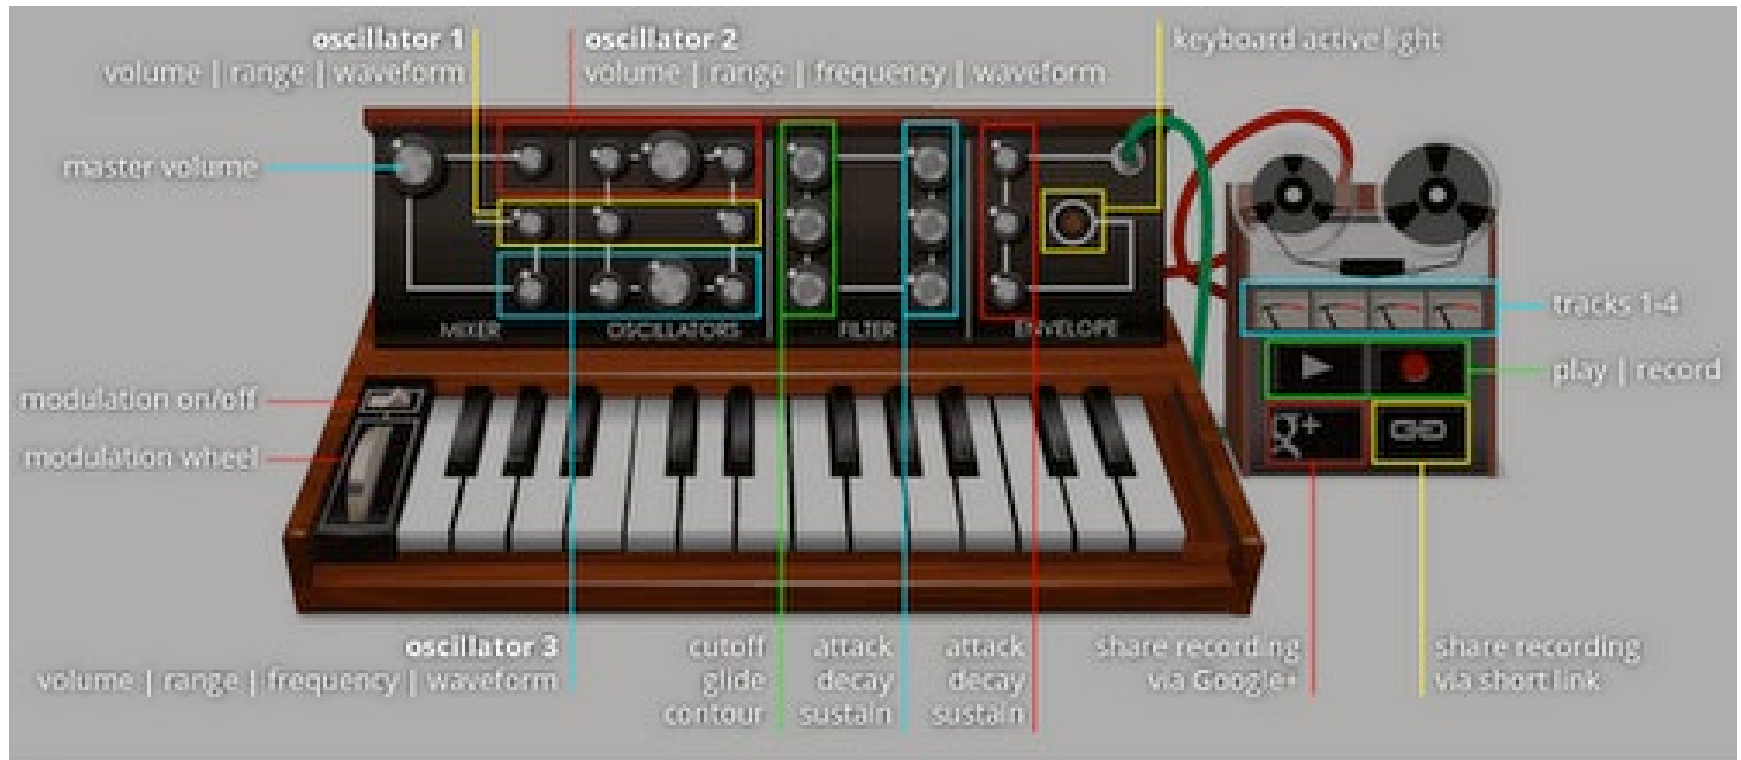 oscillator 1
volume | range | waveform
oscillator 2
volume | range | frequency | waveform
keyboard active light
master volume
MIXER
OSCILLATORS
FILTER
ENVELOPE
tracks 1-4
play | record
modulation on/off
modulation wheel
g+
oscillator 3
volume | range | frequency | waveform
cutoff
glide
contour
attack
decay
sustain
attack
decay
sustain
share recording
via Google+
share recording
via short link